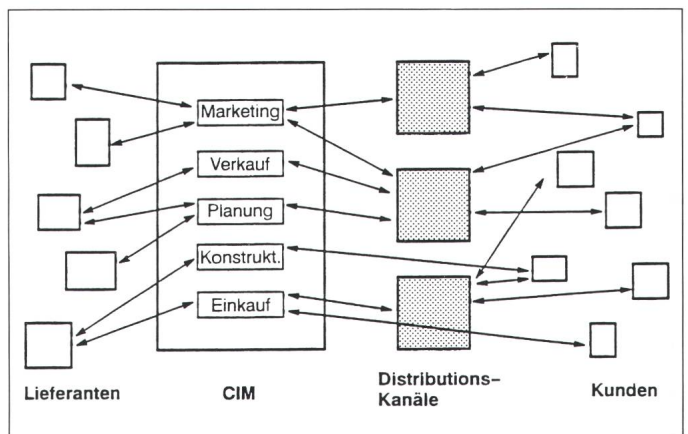 Marketing
Verkauf
Planung
Konstrukt.
Einkauf
Lieferanten
CIM
Distributions–
Kanäle
Kunden